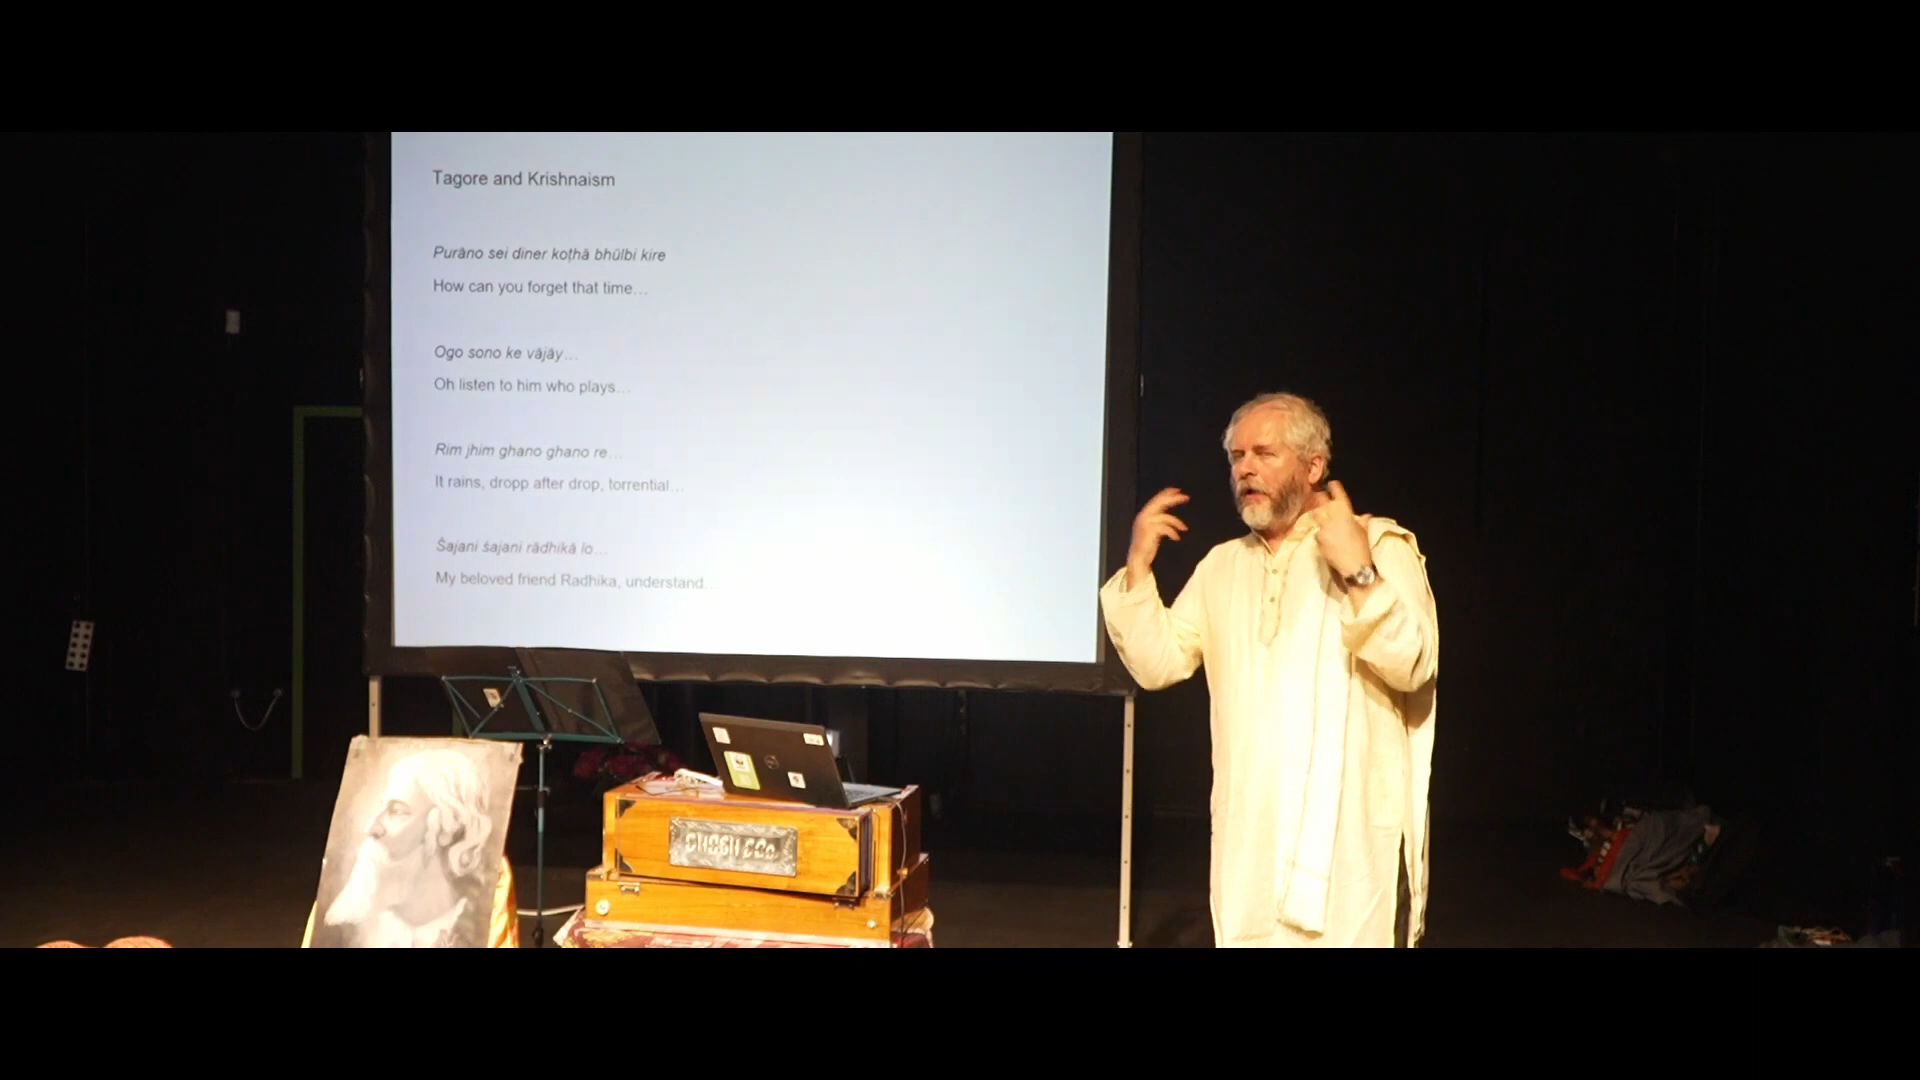 Tagore and Krishnaism
Purāno sei diner koṭhā bhūlbi kire
How can you forget that time…
Ogo sono ke vājāy…
Oh listen to him who plays…
Rim jhim ghano ghano re…
It rains, dropp after drop, torrential…
Śajani śajani rādhikā lo…
My beloved friend Radhika, understand…
GHOSH &Co.